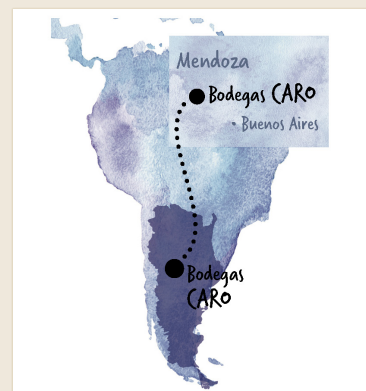 Mendoza
Bodegas CARO
• Buenos Aires
Bodegas
CARO